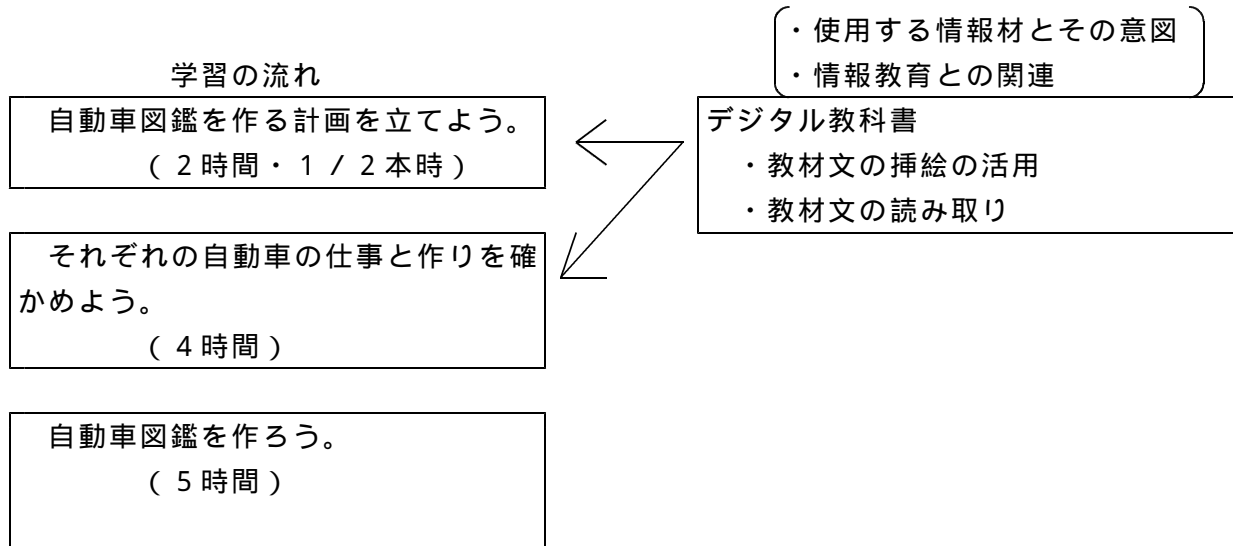 ・使用する情報材とその意図
・情報教育との関連
学習の流れ
自動車図鑑を作る計画を立てよう。
(2時間・1/2本時)
デジタル教科書
・教材文の挿絵の活用
・教材文の読み取り
それぞれの自動車の仕事と作りを確
かめよう。
(4時間)
自動車図鑑を作ろう。
(5時間)